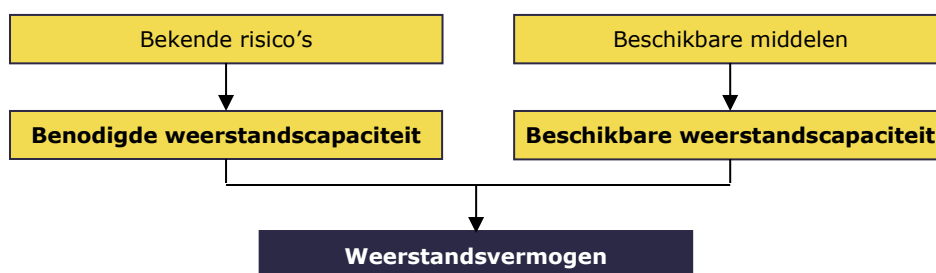 Bekende risico’s
Beschikbare middelen
Benodigde weerstandscapaciteit
Beschikbare weerstandscapaciteit
Weerstandsvermogen